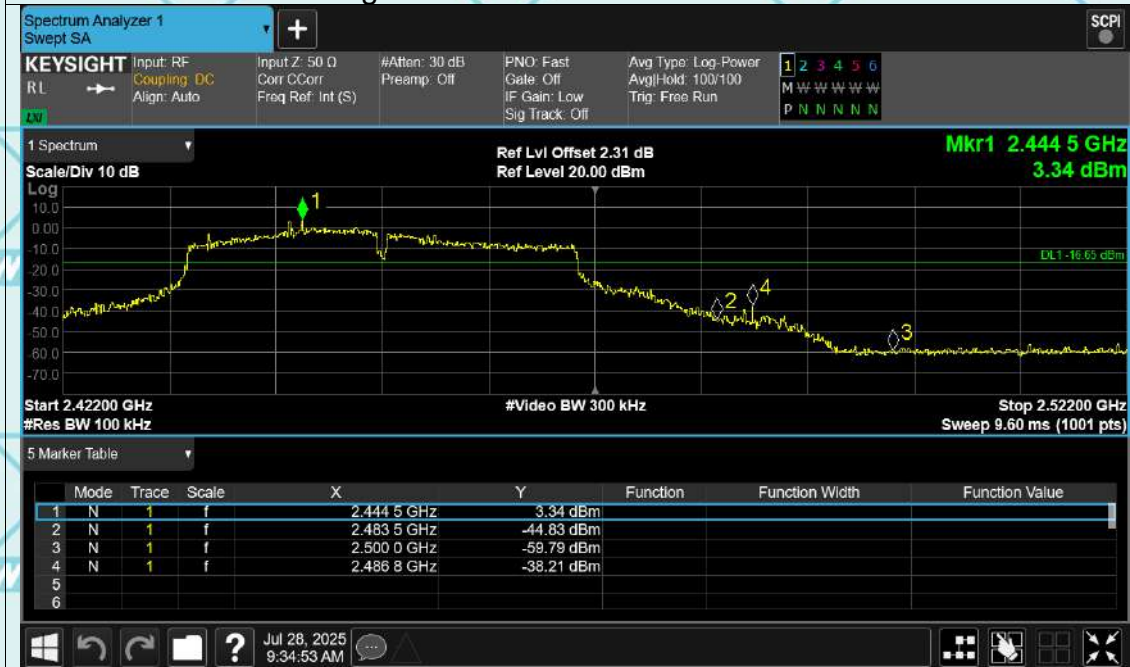 Spectrum Analyzer 1
Swept SA
+
SCPI
KEYSIGHT Input: RF Input Z: 50 Ω #Atten: 30 dB PNO: Fast Avg Type: Log-Power 1 2 3 4 5 6
RL Coupling: DC Corr CCorr Preamp: Off Gate: Off Avg|Hold: 100/100 M W W W W W
Align: Auto Freq Ref: Int (S) IF Gain: Low Trig: Free Run P N N N N N
LXI Sig Track: Off
1 Spectrum Ref Lvl Offset 2.31 dB Mkr1 2.444 5 GHz
Scale/Div 10 dB Ref Level 20.00 dBm 3.34 dBm
Log
10.0
0.00
-10.0
-20.0
-30.0
-40.0
-50.0
-60.0
-70.0
1
DL1 -16.65 dBm
2
4
3
Start 2.42200 GHz #Video BW 300 kHz Stop 2.52200 GHz
#Res BW 100 kHz Sweep 9.60 ms (1001 pts)
5 Marker Table
Mode Trace Scale X Y Function Function Width Function Value
1 N 1 f 2.444 5 GHz 3.34 dBm
2 N 1 f 2.483 5 GHz -44.83 dBm
3 N 1 f 2.500 0 GHz -59.79 dBm
4 N 1 f 2.486 8 GHz -38.21 dBm
5
6
?
Jul 28, 2025
9:34:53 AM